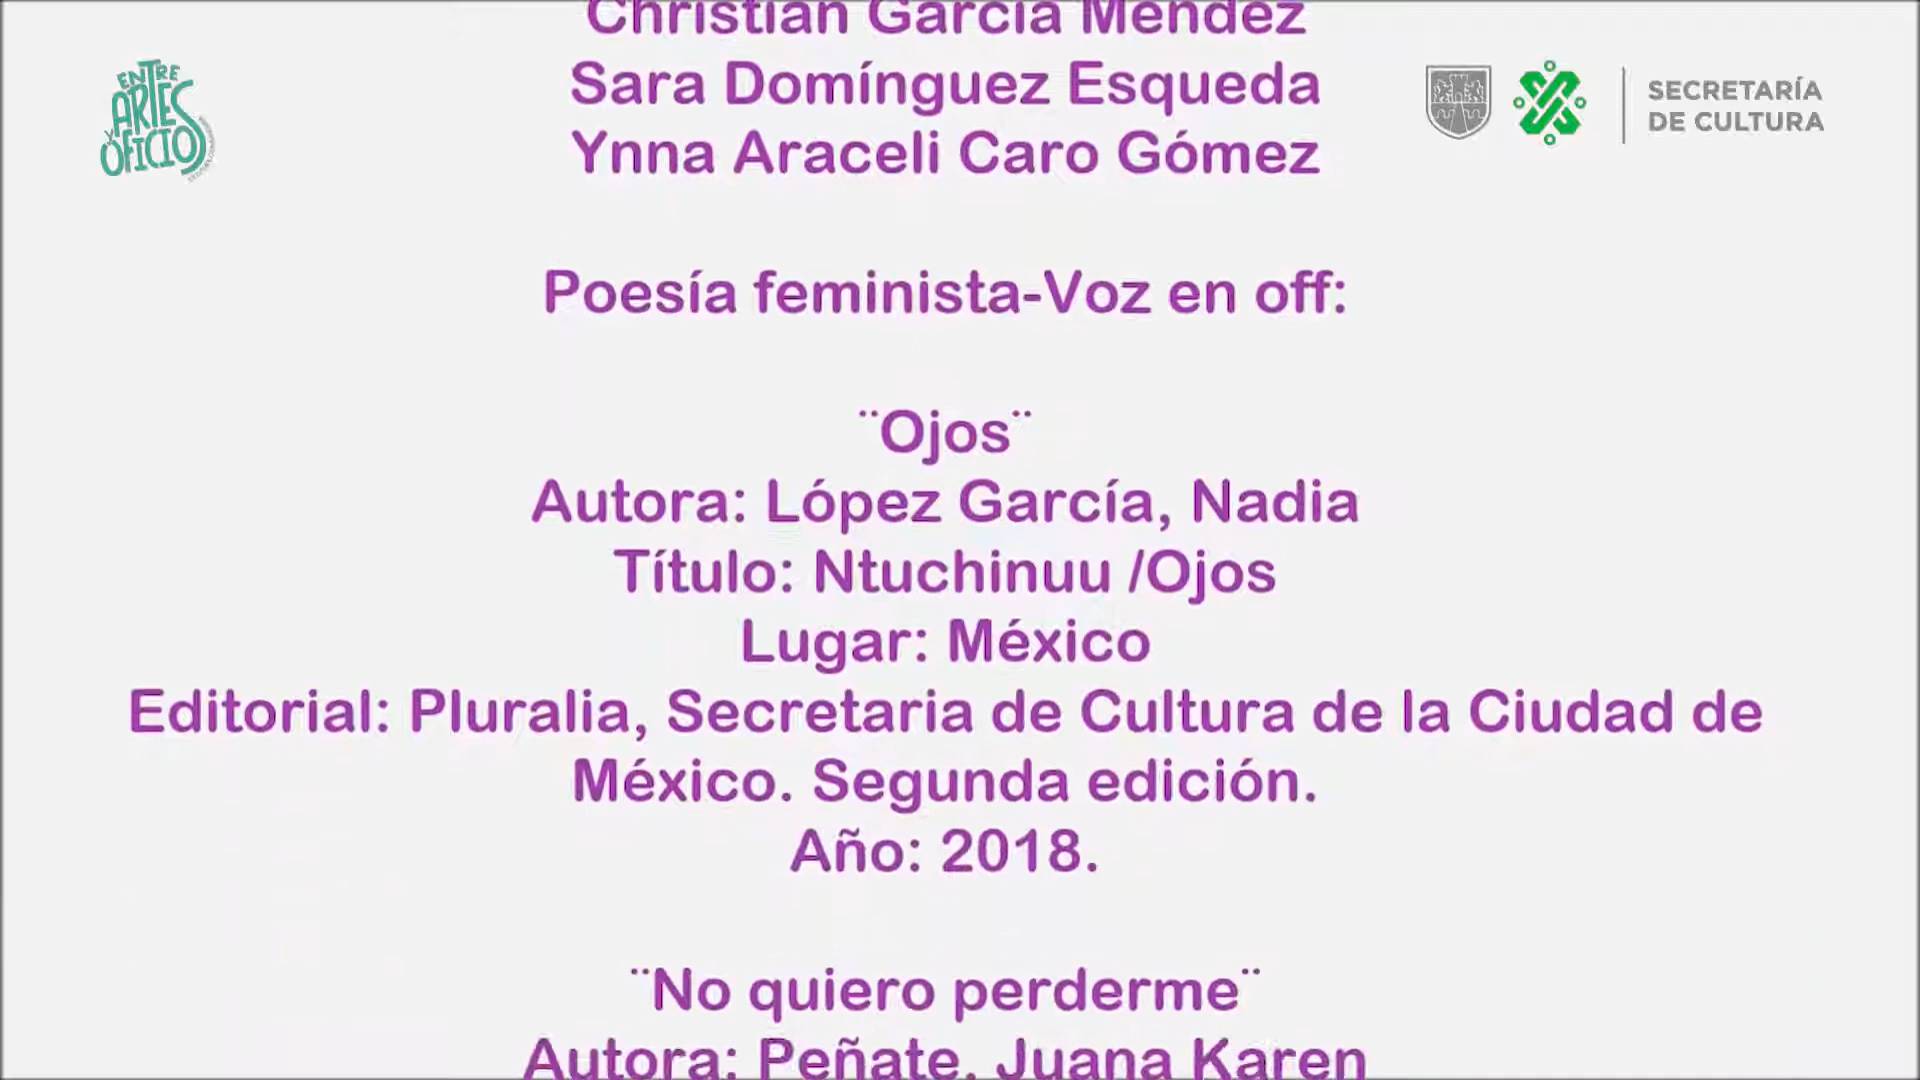 Christian García Méndez
Sara Domínguez Esqueda
Ynna Araceli Caro Gómez
ENTRE
ARTES
Y
OFICIOS
SECRETARÍA
DE CULTURA
Poesía feminista-Voz en off:
¨Ojos¨
Autora: López García, Nadia
Título: Ntuchinuu /Ojos
Lugar: México
Editorial: Pluralia, Secretaria de Cultura de la Ciudad de
México. Segunda edición.
Año: 2018.
¨No quiero perderme¨
Autora: Peñate, Juana Karen